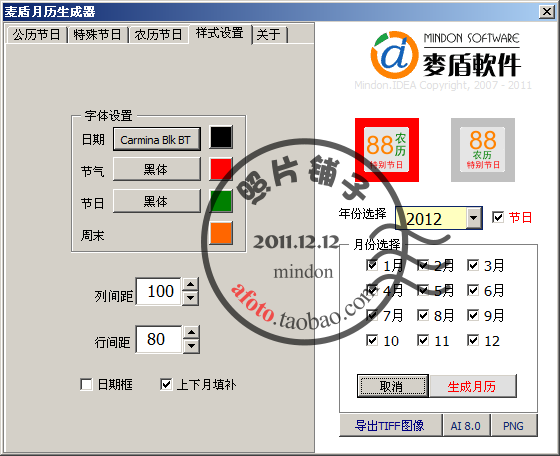 麦盾月历生成器
公历节日 特殊节日 农历节日 样式设置 关于
MINDON SOFTWARE
麥盾軟件
Mindon.IDEA Copyright, 2007 - 2011
字体设置
日期 Carmina Blk BT
节气 黑体
节日 黑体
周末
列间距 100
行间距 80
日期框 上下月填补
88 农历
特别节日
88 农历
特别节日
年份选择 2012 节日
月份选择
1月 2月 3月
4月 5月 6月
7月 8月 9月
10 11 12
取消 生成月历
导出TIFF图像 AI 8.0 PNG
照片铺子
2011.12.12
mindon
afoto.taobao.com